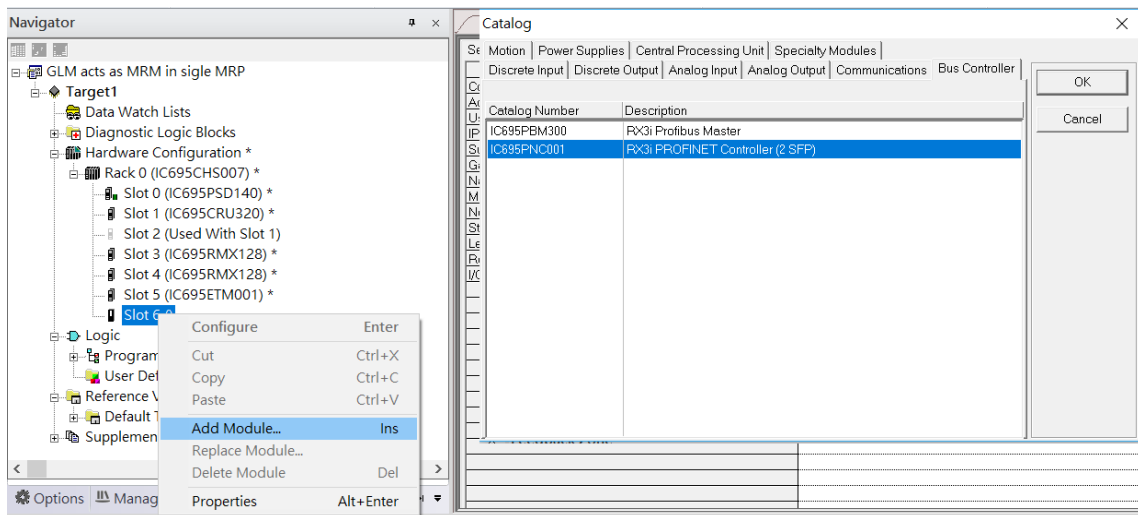 Navigator
GLM acts as MRM in sigle MRP
Target1
Data Watch Lists
Diagnostic Logic Blocks
Hardware Configuration *
Rack 0 (IC695CHS007) *
Slot 0 (IC695PSD140) *
Slot 1 (IC695CRU320) *
Slot 2 (Used With Slot 1)
Slot 3 (IC695RMX128) *
Slot 4 (IC695RMX128) *
Slot 5 (IC695ETM001) *
Slot 6
Logic
Program
User Def
Reference V
Default T
Supplemen
Options Manag
Configure Enter
Cut Ctrl+X
Copy Ctrl+C
Paste Ctrl+V
Add Module... Ins
Replace Module...
Delete Module Del
Properties Alt+Enter
Catalog
Motion Power Supplies Central Processing Unit Specialty Modules
Discrete Input Discrete Output Analog Input Analog Output Communications Bus Controller
Catalog Number Description
IC695PBM300 RX3i Profibus Master
IC695PNC001 RX3i PROFINET Controller (2 SFP)
OK
Cancel